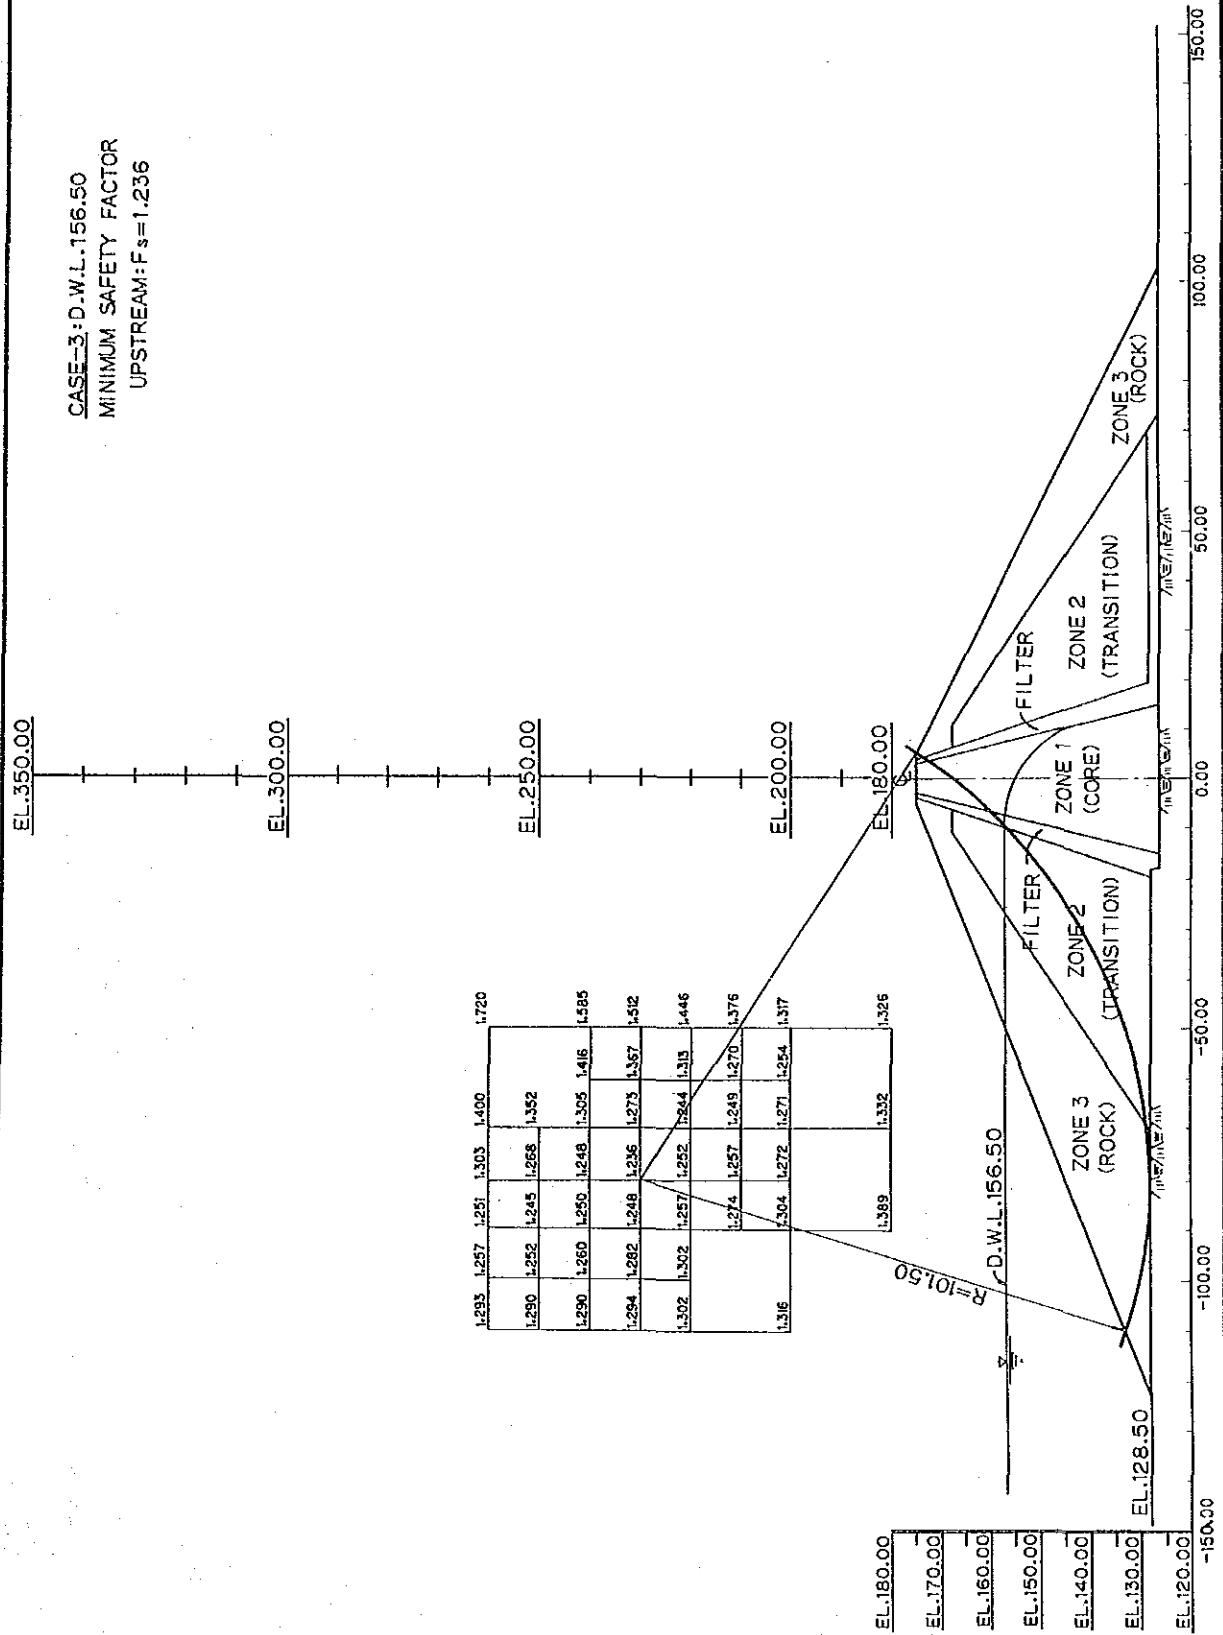 CASE-3:D.W.L.156.50
MINIMUM SAFETY FACTOR
UPSTREAM:Fs=1.236
EL.350.00
EL.300.00
EL.250.00
EL.200.00
EL.180.00
1.293 1.257 1.251 1.303 1.400 1.720
1.290 1.252 1.245 1.268 1.352
1.290 1.260 1.250 1.248 1.305 1.416 1.585
1.294 1.282 1.248 1.236 1.273 1.367 1.512
1.302 1.302 1.257 1.252 1.244 1.313 1.446
1.274 1.257 1.249 1.270 1.376
1.316 1.304 1.272 1.271 1.254 1.317
1.389 1.332 1.326
R=101.50
D.W.L.156.50
ZONE 3
(ROCK)
ZONE 2
(TRANSITION)
FILTER
ZONE 1
(CORE)
FILTER
ZONE 2
(TRANSITION)
ZONE 3
(ROCK)
EL.128.50
EL.180.00
EL.170.00
EL.160.00
EL.150.00
EL.140.00
EL.130.00
EL.120.00
-150.00 -100.00 -50.00 0.00 50.00 100.00 150.00